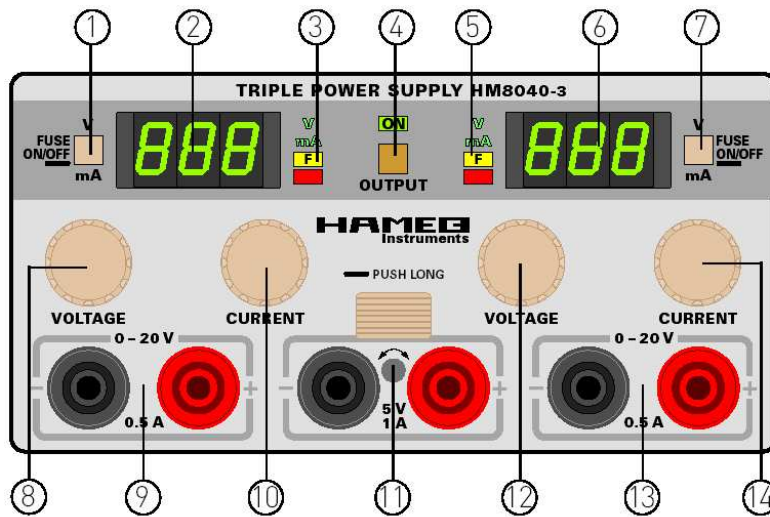 1 2 3 4 5 6 7
TRIPLE POWER SUPPLY HM8040-3
V ON V V
FUSE ON/OFF 888 mA F mA F 888 FUSE ON/OFF
mA OUTPUT mA
HAMEG
Instruments
PUSH LONG
VOLTAGE CURRENT VOLTAGE CURRENT
0 – 20 V 0 – 20 V
− + − + − +
0.5 A 5 V 0.5 A
1 A
8 9 10 11 12 13 14